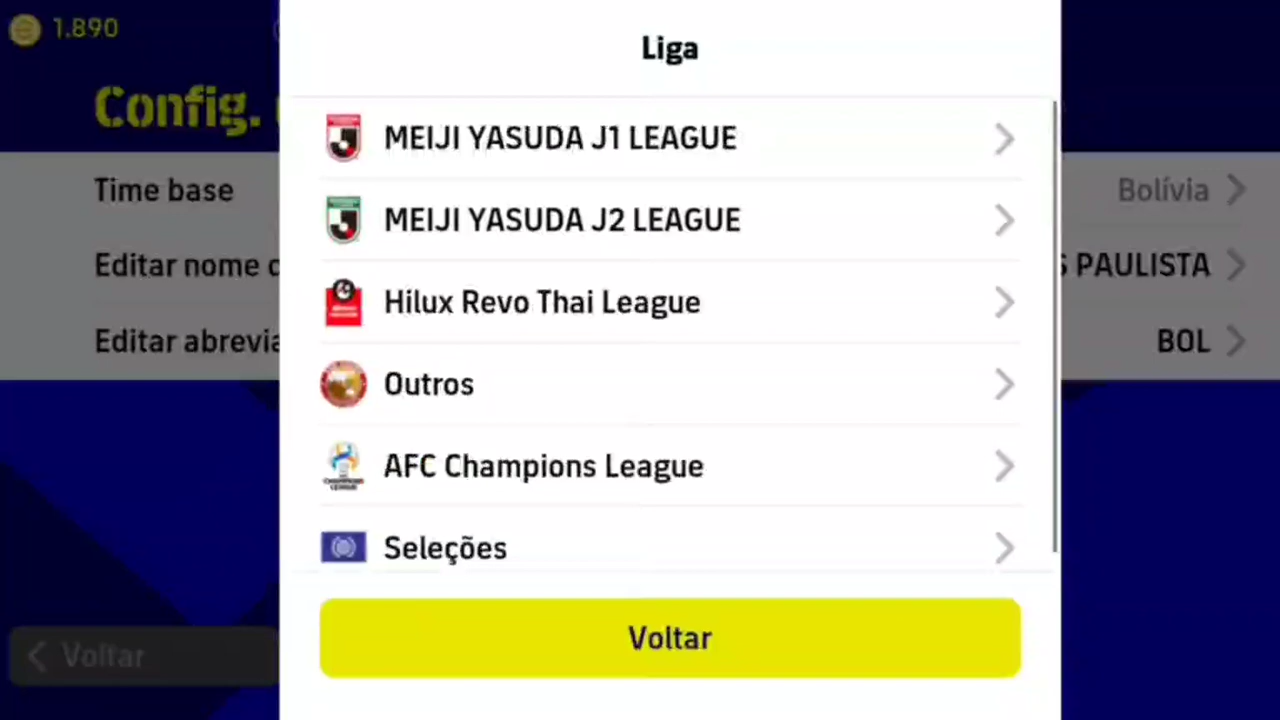 1.890
Liga
Config.
MEIJI YASUDA J1 LEAGUE
Time base
Bolívia
MEIJI YASUDA J2 LEAGUE
Editar nome
PAULISTA
Hilux Revo Thai League
Editar abrevia
BOL
Outros
AFC Champions League
Seleções
Voltar
Voltar